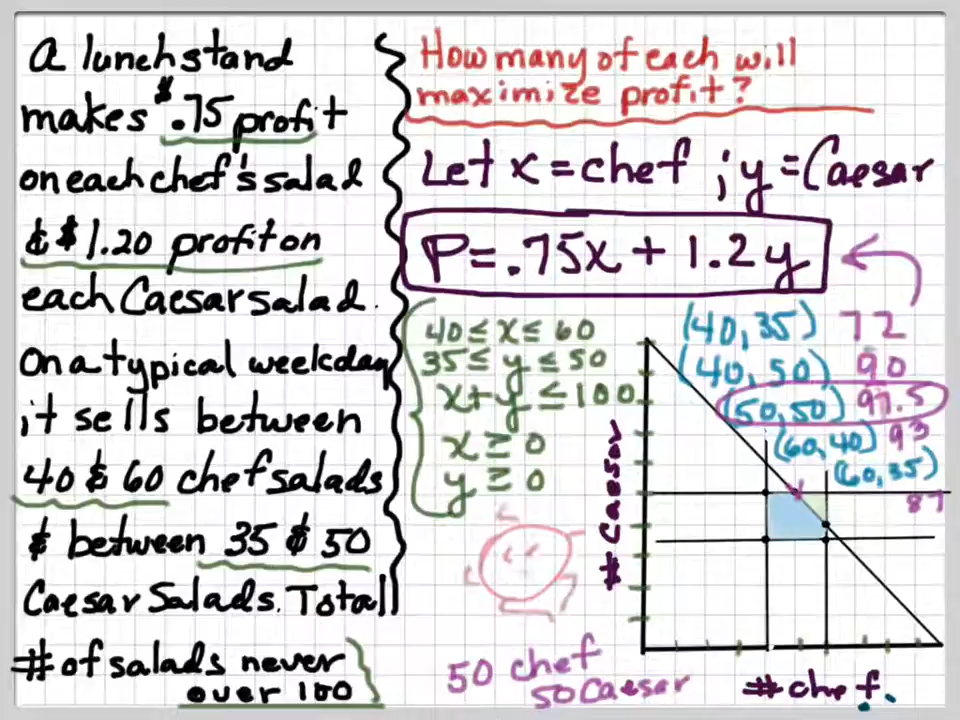 A lunchstand
makes $.75 profit
on each chef's salad
& $1.20 profit on
each Caesar salad.
On a typical weekday
it sells between
40 & 60 chef salads
& between 35 & 50
Caesar Salads. Total
# of salads never
over 100
How many of each will
maximize profit?
Let x = chef ; y = Caesar
P = .75x + 1.2y
40 ≤ x ≤ 60
35 ≤ y ≤ 50
x + y ≤ 100
x ≥ 0
y ≥ 0
(40,35) 72
(40,50) 90
(50,50) 97.5
(60,40) 93
(60,35)
87
# Caesar
# chef.
50 chef
50 Caesar